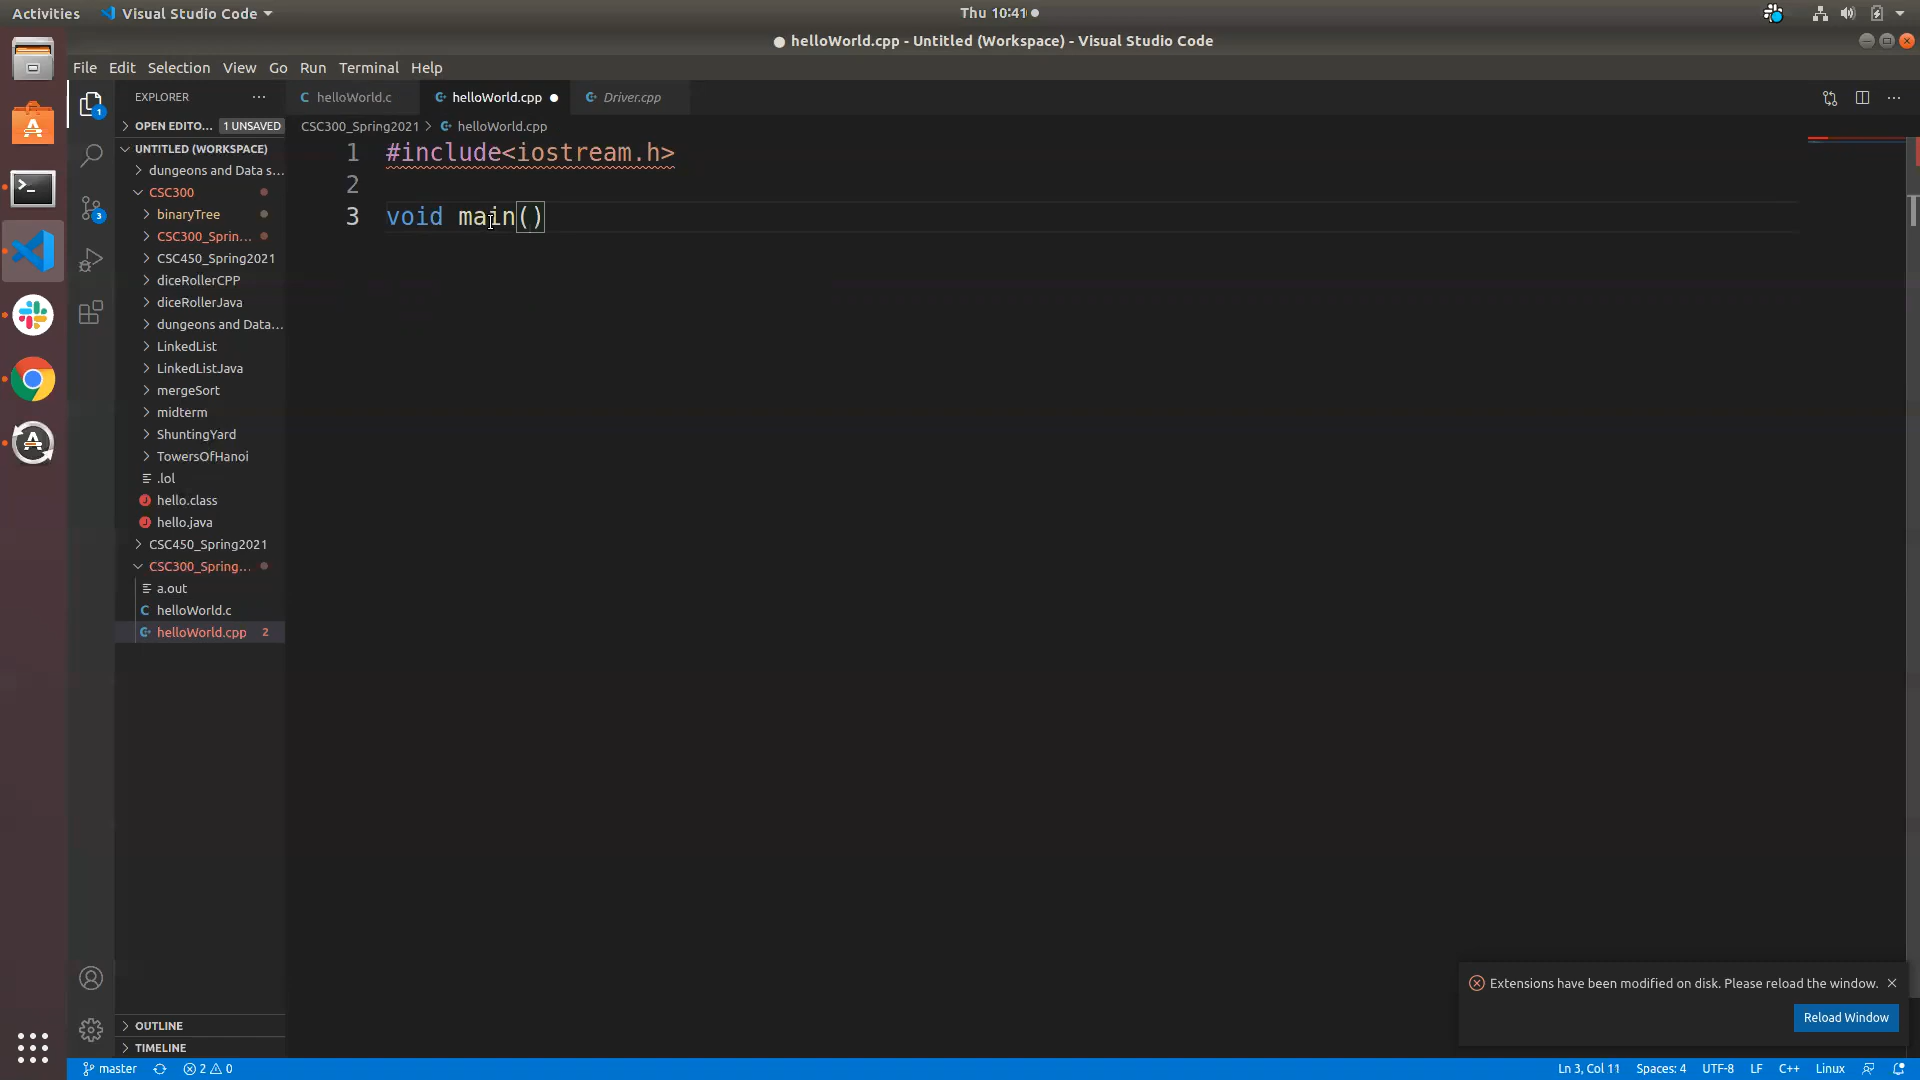 Activities Visual Studio Code Thu 10:41
helloWorld.cpp - Untitled (Workspace) - Visual Studio Code
File Edit Selection View Go Run Terminal Help
EXPLORER ··· helloWorld.c helloWorld.cpp Driver.cpp ···
OPEN EDITO... 1 UNSAVED CSC300_Spring2021 > helloWorld.cpp
UNTITLED (WORKSPACE)
1 #include<iostream.h>
2
3 void main()
dungeons and Data s...
CSC300
binaryTree
CSC300_Sprin...
CSC450_Spring2021
diceRollerCPP
diceRollerJava
dungeons and Data...
LinkedList
LinkedListJava
mergeSort
midterm
ShuntingYard
TowersOfHanoi
.lol
hello.class
hello.java
CSC450_Spring2021
CSC300_Spring...
a.out
helloWorld.c
helloWorld.cpp 2
1
3
OUTLINE
TIMELINE
Extensions have been modified on disk. Please reload the window.
Reload Window
master 2 0 Ln 3, Col 11 Spaces: 4 UTF-8 LF C++ Linux